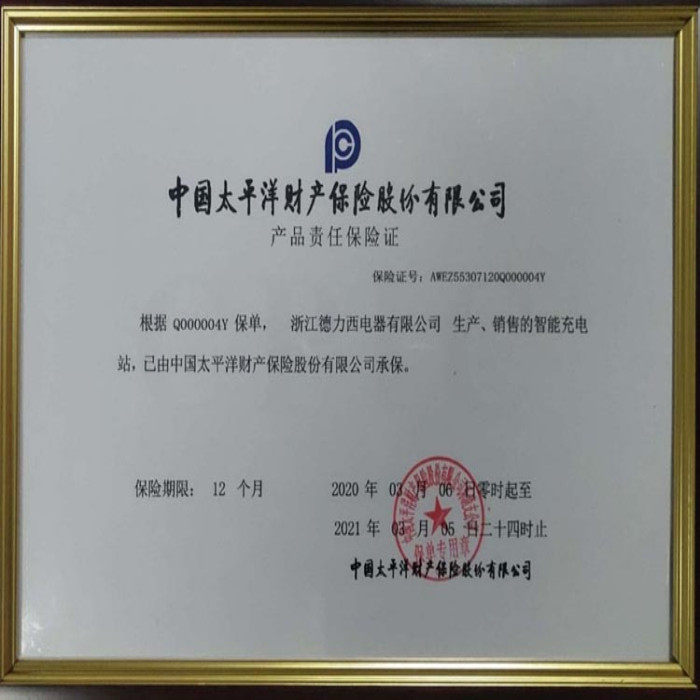 中国太平洋财产保险股份有限公司
产品责任保险证
保险证号：AWEZ55307120Q000004Y
根据 Q000004Y 保单， 浙江德力西电器有限公司 生产、销售的智能充电
站，已由中国太平洋财产保险股份有限公司承保。
保险期限： 12 个月 2020 年 03 月 06 日零时起至
2021 年 03 月 05 日二十四时止
保单专用章
中国太平洋财产保险股份有限公司